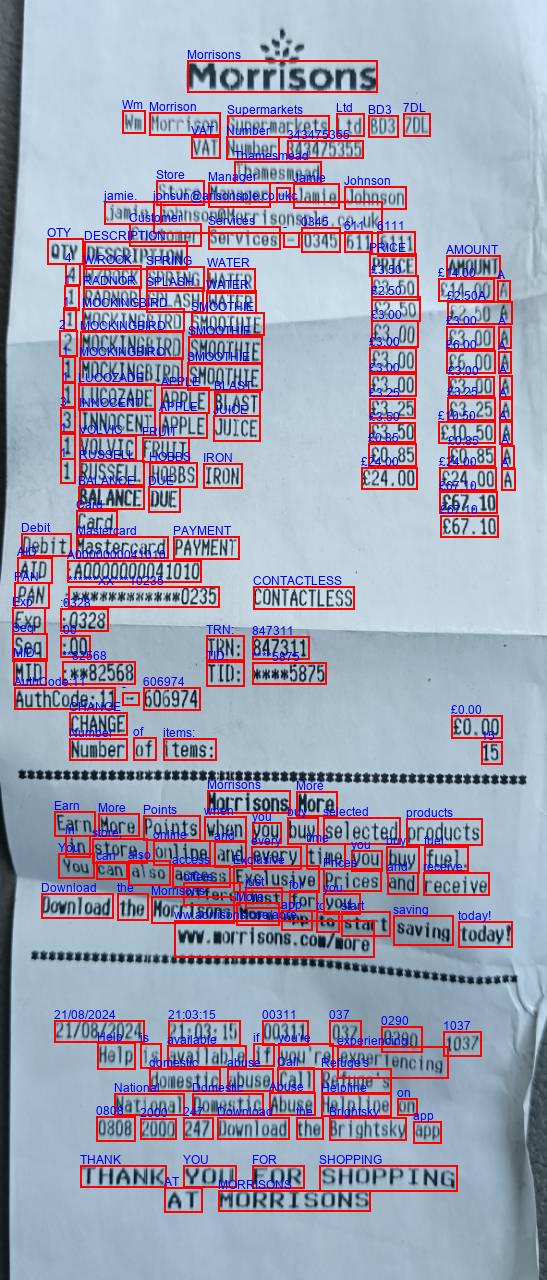 Morrisons
Wm Morrison Supermarkets Ltd BD3 7DL
VAT Number 343475355
Thamesmead
Store Manager - Jamie Johnson
Customer Services - 0345 611 6111
QTY DESCRIPTION PRICE AMOUNT
4 W/ROCK SPRING WATER £3.50 £14.00 A
1 RADNOR SPLASH WATER £2.50 £2.50 A
1 MOCKINGBIRD SMOOTHIE £3.00 £3.00 A
2 MOCKINGBIRD SMOOTHIE £3.00 £6.00 A
1 MOCKINGBIRD SMOOTHIE £3.00 £3.00 A
1 LUCOZADE APPLE BLAST £3.25 £3.25 A
3 INNOCENT APPLE JUICE £3.50 £10.50 A
1 VOLVIC FRUIT £0.85 £0.85 A
1 RUSSELL HOBBS IRON £24.00 £24.00 A
BALANCE DUE £67.10
Card £67.10
Debit Mastercard PAYMENT
AID :A0000000041010
PAN :************0235 CONTACTLESS
Exp :0328
Seq :00 TRN: 847311
MID :**82568 TID: ****5875
AuthCode:11 - 606974
CHANGE £0.00
Number of items: 15
Morrisons More
Earn More Points when you buy selected products
in store, online and every time you buy fuel
You can also access Exclusive Prices and receive
offers just for you.
Download the Morrisons More app to start saving today!
www.morrisons.com/more
21/08/2024 21:03:15 00311 037 0290 1037
Help is available if you're experiencing
domestic abuse Call Refuge's
National Domestic Abuse Helpline on
0808 2000 247 Download the Brightsky app
THANK YOU FOR SHOPPING
AT MORRISONS